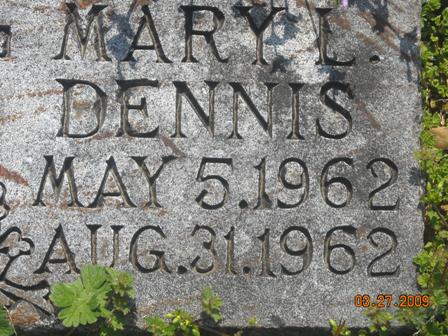 MARY L.
DENNIS
MAY 5, 1962
AUG. 31, 1962
03.27.2009